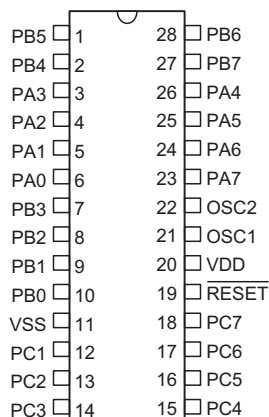 PB5 1 28 PB6
PB4 2 27 PB7
PA3 3 26 PA4
PA2 4 25 PA5
PA1 5 24 PA6
PA0 6 23 PA7
PB3 7 22 OSC2
PB2 8 21 OSC1
PB1 9 20 VDD
PB0 10 19 RESET
VSS 11 18 PC7
PC1 12 17 PC6
PC2 13 16 PC5
PC3 14 15 PC4